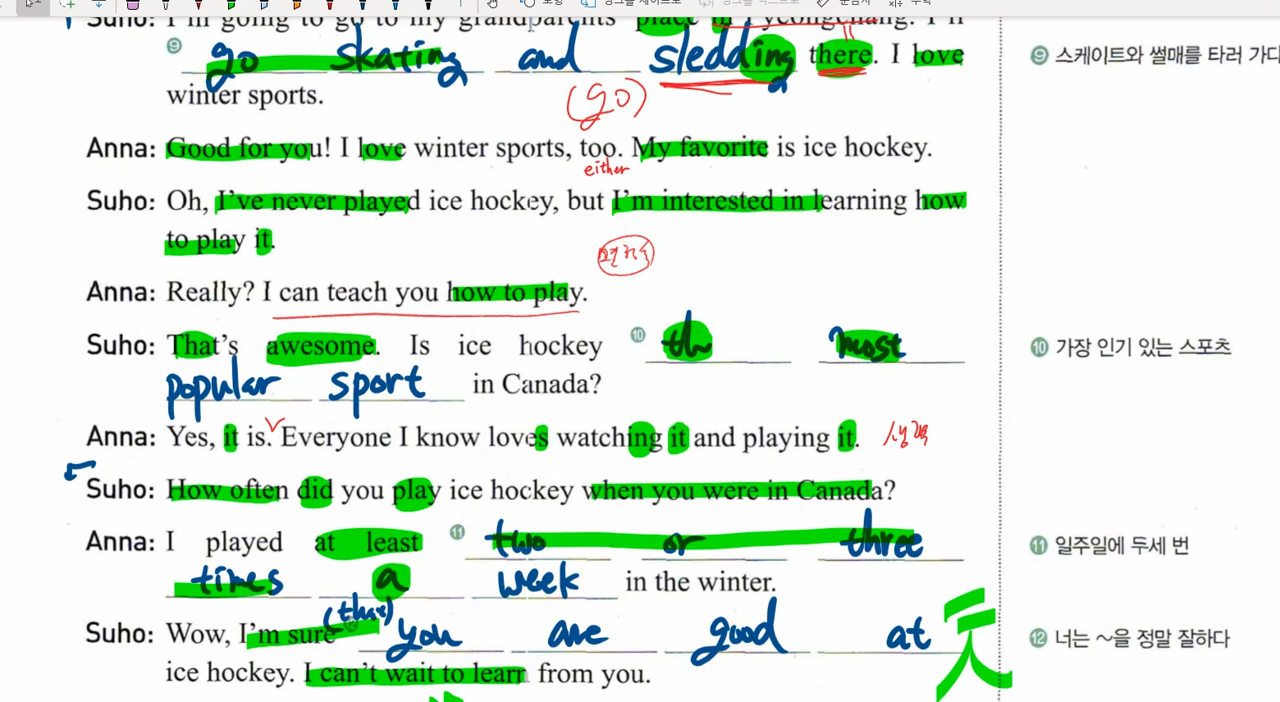 Suho: I'm going to go to my grandparents' place in Pyeongchang. I'll
⑨ go skating and sledding there. I love
⑨ 스케이트와 썰매를 타러 가다
winter sports.
(go)
Anna: Good for you! I love winter sports, too. My favorite is ice hockey.
either
Suho: Oh, I've never played ice hockey, but I'm interested in learning how
to play it.
Anna: Really? I can teach you how to play.
Suho: That's awesome. Is ice hockey ⑩ th most
⑩ 가장 인기 있는 스포츠
popular sport in Canada?
Anna: Yes, it is. Everyone I know loves watching it and playing it. 생략
Suho: How often did you play ice hockey when you were in Canada?
Anna: I played at least ⑪ two or three
⑪ 일주일에 두세 번
times a week in the winter.
(that)
Suho: Wow, I'm sure you are good at
⑫ 너는 ~을 정말 잘하다
ice hockey. I can't wait to learn from you.